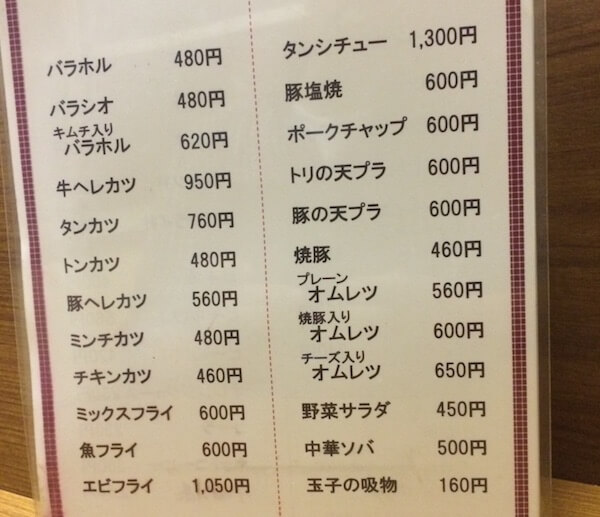 バラホル 480円
バラシオ 480円
キムチ入り
バラホル 620円
牛ヘレカツ 950円
タンカツ 760円
トンカツ 480円
豚ヘレカツ 560円
ミンチカツ 480円
チキンカツ 460円
ミックスフライ 600円
魚フライ 600円
エビフライ 1,050円
タンシチュー 1,300円
豚塩焼 600円
ポークチャップ 600円
トリの天プラ 600円
豚の天プラ 600円
焼豚 460円
プレーン
オムレツ 560円
焼豚入り
オムレツ 600円
チーズ入り
オムレツ 650円
野菜サラダ 450円
中華ソバ 500円
玉子の吸物 160円